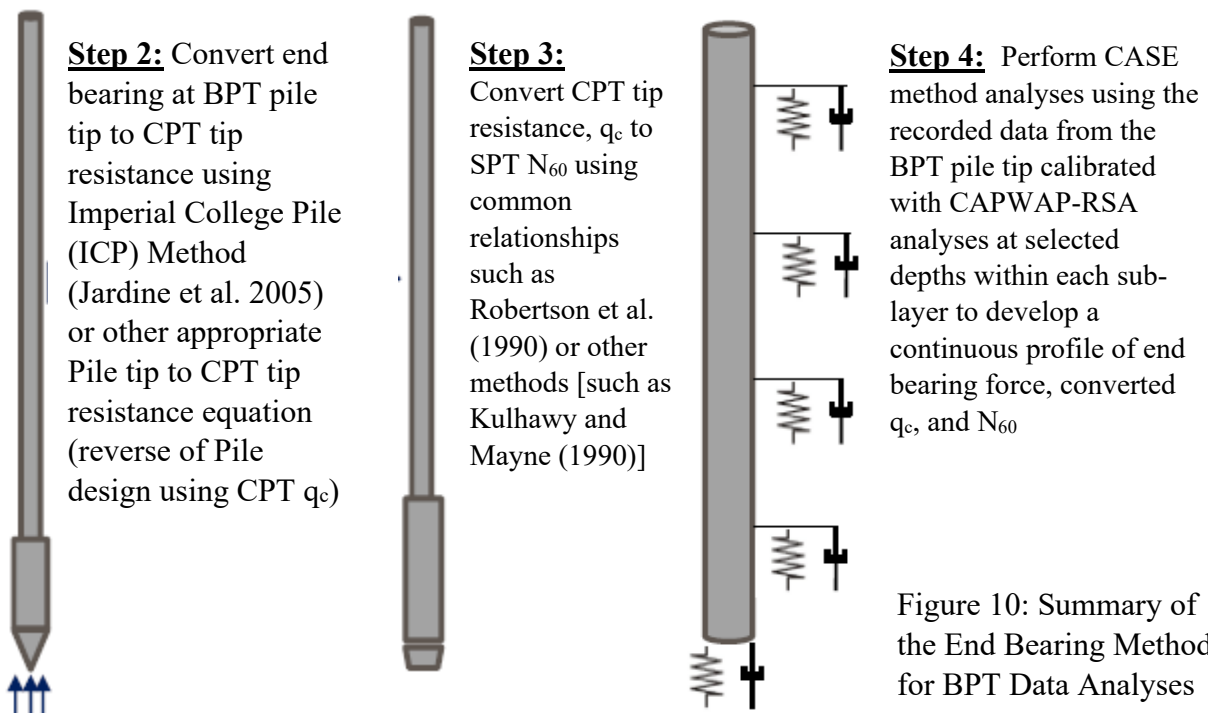 Step 2: Convert end
bearing at BPT pile
tip to CPT tip
resistance using
Imperial College Pile
(ICP) Method
(Jardine et al. 2005)
or other appropriate
Pile tip to CPT tip
resistance equation
(reverse of Pile
design using CPT qc)
Step 3:
Convert CPT tip
resistance, qc to
SPT N60 using
common
relationships
such as
Robertson et al.
(1990) or other
methods [such as
Kulhawy and
Mayne (1990)]
Step 4: Perform CASE
method analyses using the
recorded data from the
BPT pile tip calibrated
with CAPWAP-RSA
analyses at selected
depths within each sub-
layer to develop a
continuous profile of end
bearing force, converted
qc, and N60
Figure 10: Summary of
the End Bearing Method
for BPT Data Analyses